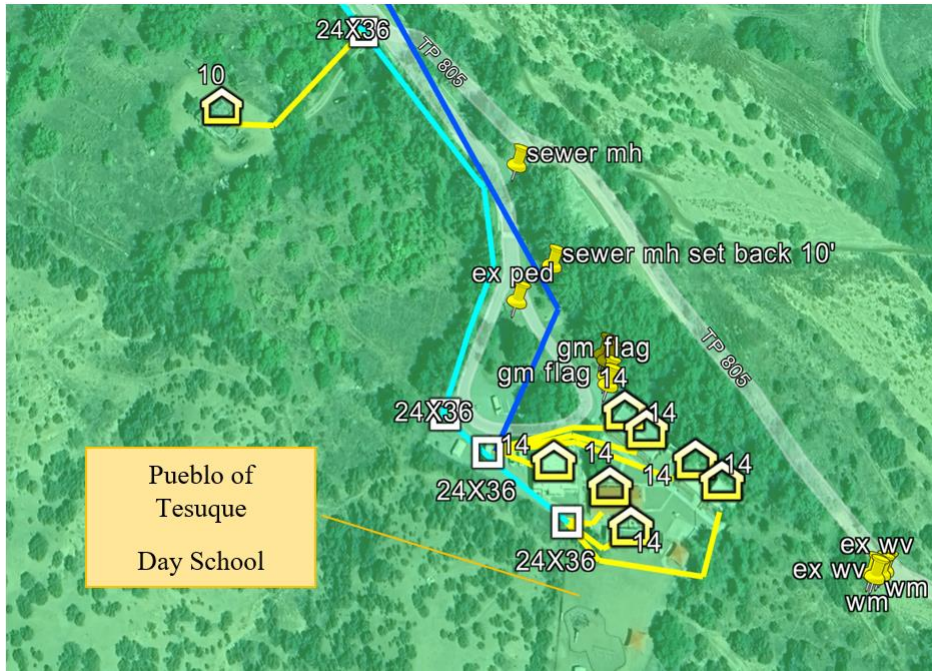 24X36
TP 805
10
sewer mh
sewer mh set back 10'
ex ped
gm flag
gm flag
14
24X36
14
14
14
14
14
TP 805
24X36
24X36
14
Pueblo of
Tesuque
Day School
ex wv
ex wv
wm
wm